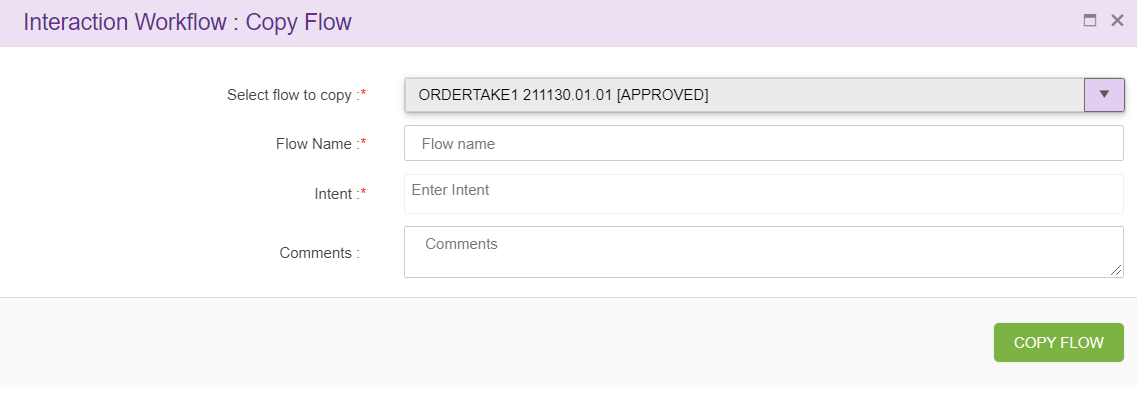 Interaction Workflow : Copy Flow
Select flow to copy :* ORDERTAKE1 211130.01.01 [APPROVED]
Flow Name :* Flow name
Intent :* Enter Intent
Comments : Comments
COPY FLOW